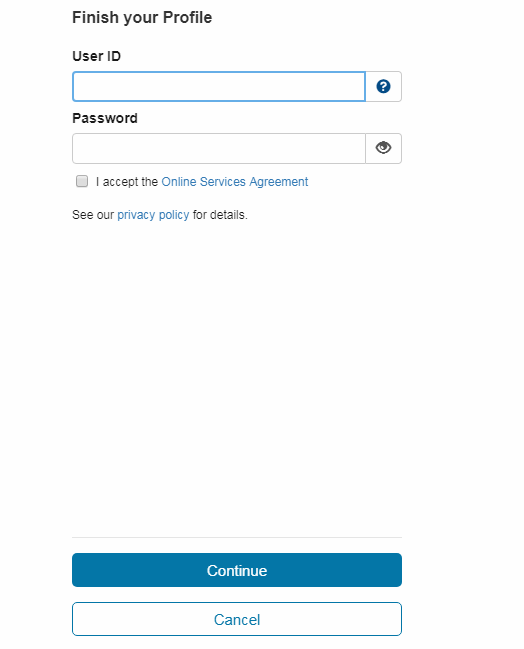 Finish your Profile
User ID
?
Password
I accept the Online Services Agreement
See our privacy policy for details.
Continue
Cancel